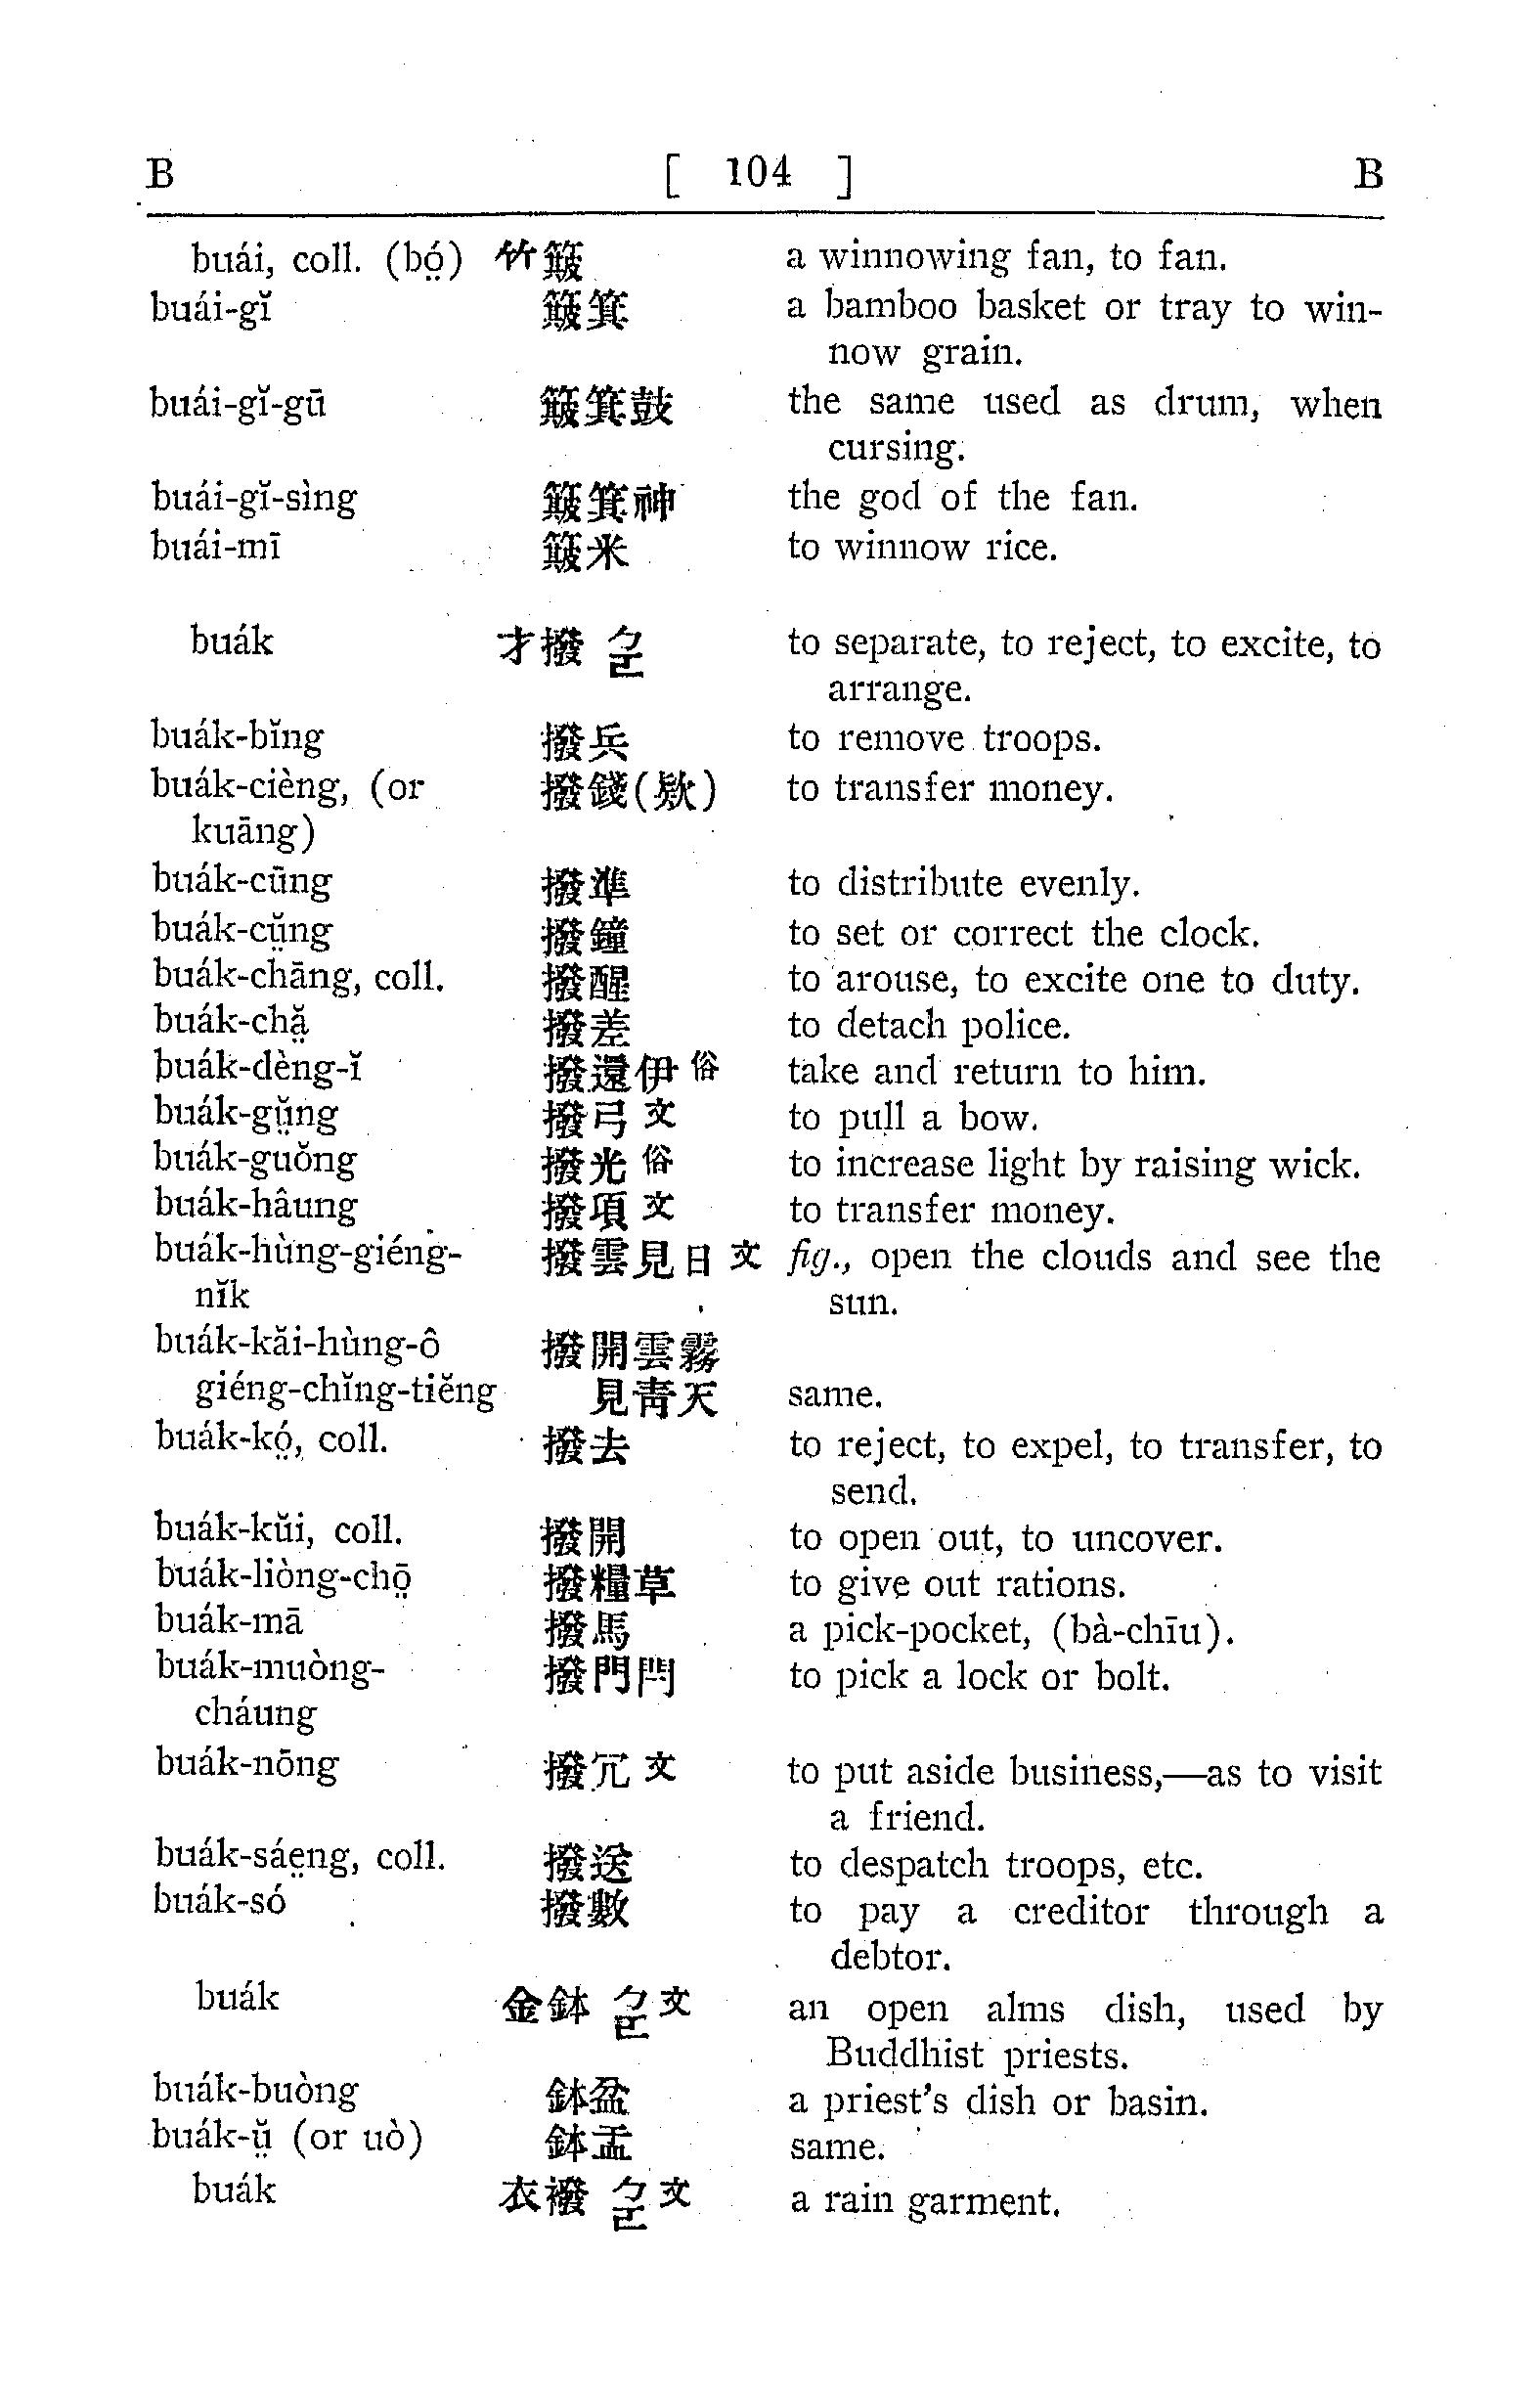 B [ 104 ] B
buái, coll. (bó̤) 竹簸 a winnowing fan, to fan.
buái-gĭ 簸箕 a bamboo basket or tray to win-
now grain.
buái-gĭ-gū 簸箕鼓 the same used as drum, when
cursing.
buái-gĭ-sìng 簸箕神 the god of the fan.
buái-mī 簸米 to winnow rice.
buák 才撥 to separate, to reject, to excite, to
arrange.
buák-bĭng 撥兵 to remove troops.
buák-cièng, (or 撥錢(欵) to transfer money.
kuāng)
buák-cūng 撥準 to distribute evenly.
buák-cṳ̆ng 撥鐘 to set or correct the clock.
buák-chāng, coll. 撥醒 to arouse, to excite one to duty.
buák-chă̤ 撥差 to detach police.
buák-dèng-ĭ 撥還伊俗 take and return to him.
buák-gṳ̆ng 撥弓文 to pull a bow.
buák-guŏng 撥光俗 to increase light by raising wick.
buák-hâung 撥項文 to transfer money.
buák-hùng-giéng- 撥雲見日文 fig., open the clouds and see the
nĭk sun.
buák-kăi-hùng-ô 撥開雲霧
giéng-chĭng-tiĕng 見青天 same.
buák-kó̤, coll. 撥去 to reject, to expel, to transfer, to
send.
buák-kŭi, coll. 撥開 to open out, to uncover.
buák-liòng-chō̤ 撥糧草 to give out rations.
buák-mā 撥馬 a pick-pocket, (bà-chīu).
buák-muòng- 撥門閂 to pick a lock or bolt.
cháung
buák-nōng 撥冗文 to put aside business,—as to visit
a friend.
buák-sáe̤ng, coll. 撥送 to despatch troops, etc.
buák-só 撥數 to pay a creditor through a
debtor.
buák 金鉢 文 an open alms dish, used by
Buddhist priests.
buák-buòng 鉢盆 a priest's dish or basin.
buák-ṳ̆ (or uò) 鉢盂 same.
buák 衣襏 文 a rain garment.